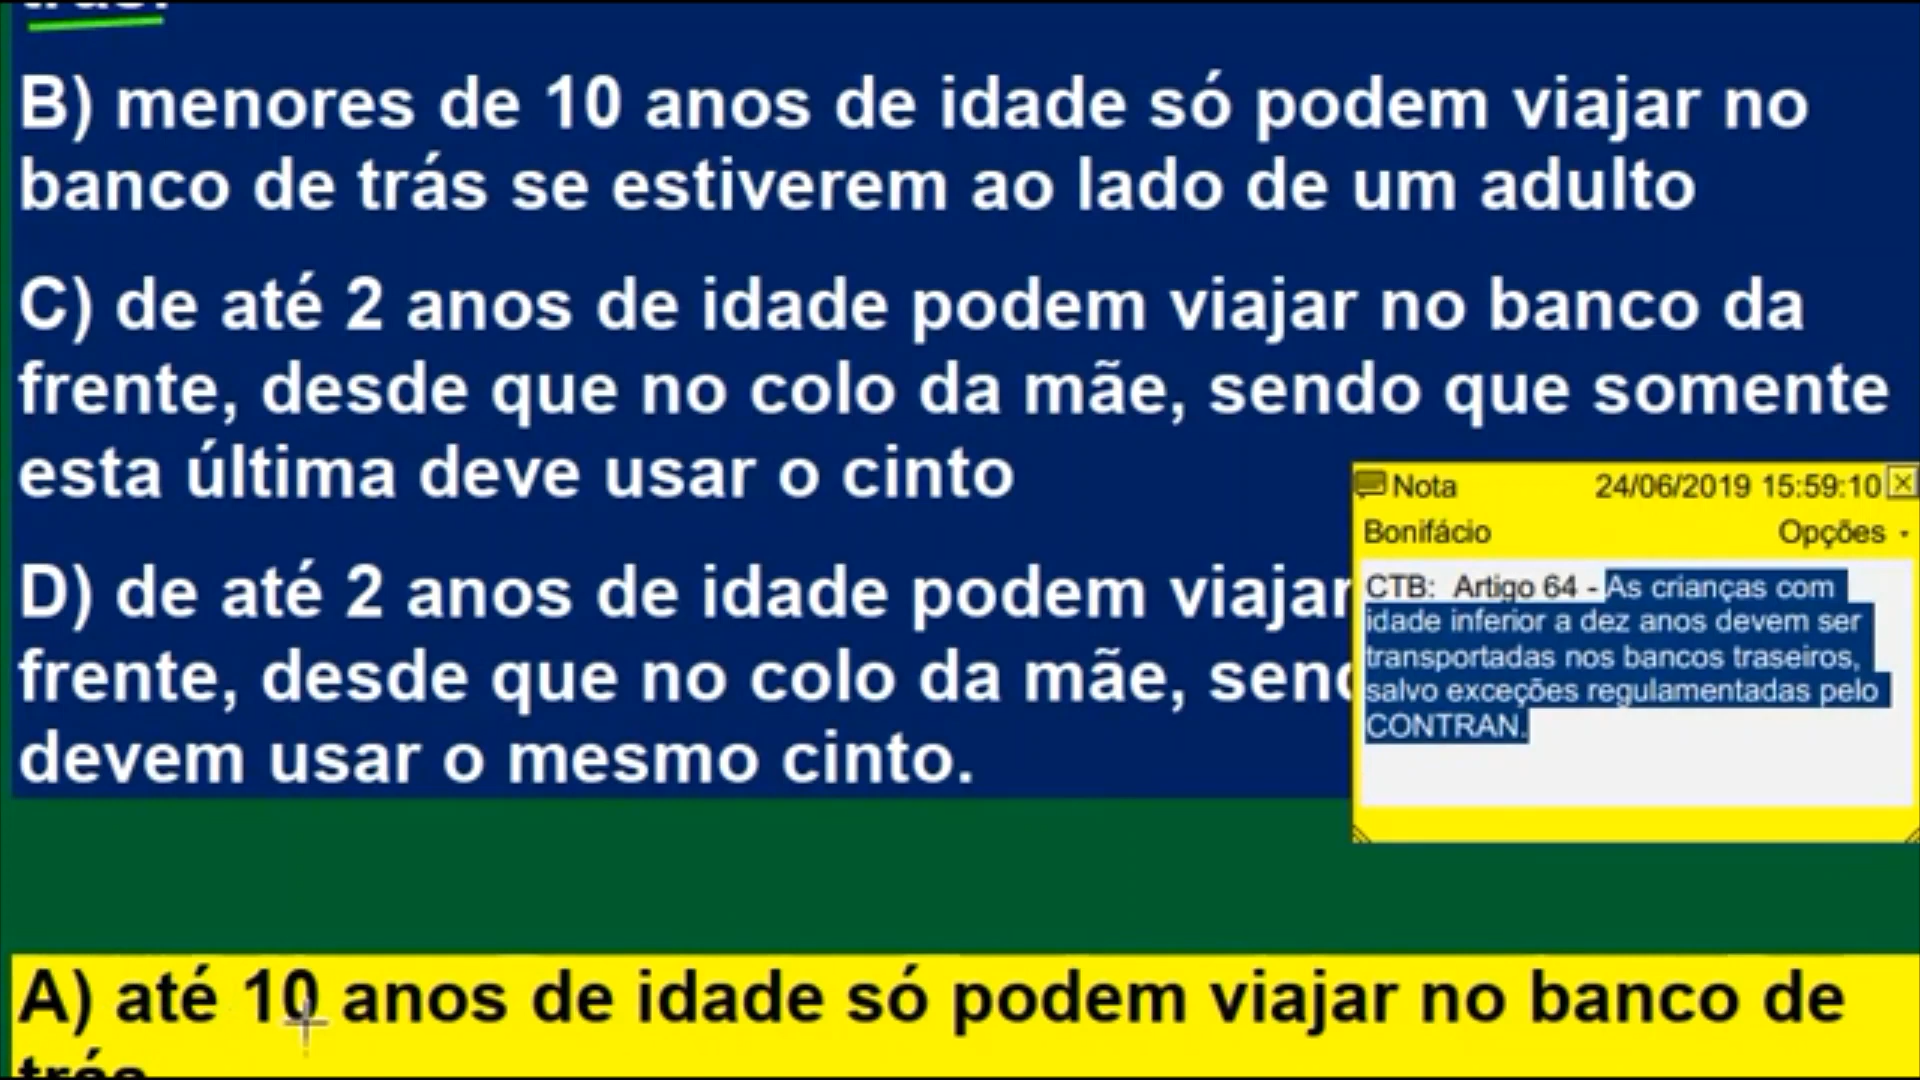 trás.
B) menores de 10 anos de idade só podem viajar no
banco de trás se estiverem ao lado de um adulto
C) de até 2 anos de idade podem viajar no banco da
frente, desde que no colo da mãe, sendo que somente
esta última deve usar o cinto
D) de até 2 anos de idade podem viajar
frente, desde que no colo da mãe,
devem usar o mesmo cinto.
Nota 24/06/2019 15:59:10
Bonifácio Opções
CTB: Artigo 64 - As crianças com
idade inferior a dez anos devem ser
transportadas nos bancos traseiros,
salvo exceções regulamentadas pelo
CONTRAN.
A) até 10 anos de idade só podem viajar no banco de
trás